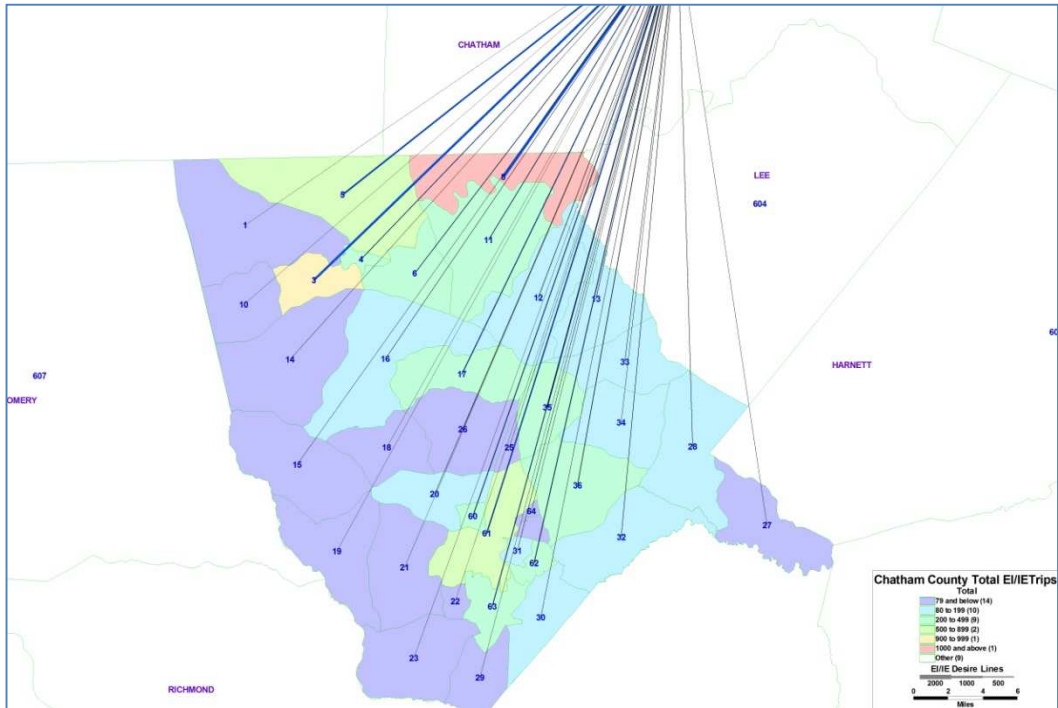 CHATHAM
LEE
604
5
8
1
11
4
6
3
12
13
10
14
16
33
607
17
HARNETT
OMERY
60
35
34
26
18
25
28
15
36
20
60
64
27
61
32
31
19
21
62
22
63
30
23
29
RICHMOND
Chatham County Total EI/IETrips
Total
79 and below (14)
80 to 199 (10)
200 to 499 (9)
500 to 899 (2)
900 to 999 (1)
1000 and above (1)
Other (9)
EI/IE Desire Lines
2000 1000 500
0 2 4 6
Miles